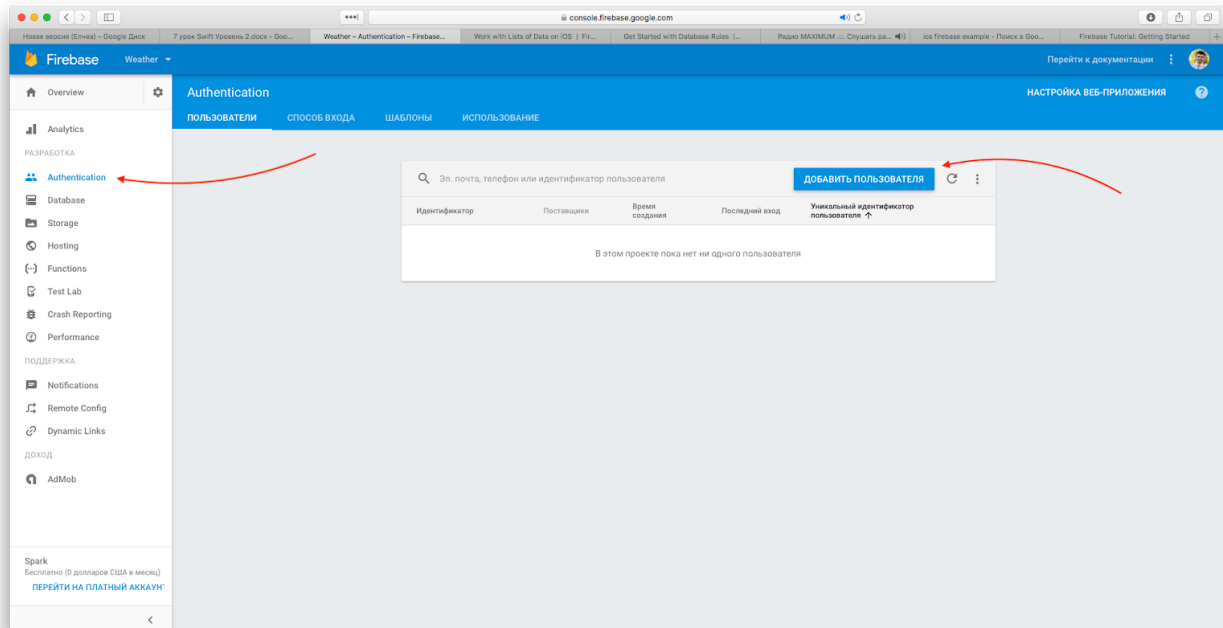 console.firebase.google.com
Новая версия (Елчев) – Google Диск
7 урок Swift Уровень 2.docx - Goo...
Weather – Authentication – Firebase...
Work with Lists of Data on iOS | Fir...
Get Started with Database Rules |...
Радио MAXIMUM .::. Слушать ра...
ios firebase example - Поиск в Goo...
Firebase Tutorial: Getting Started
Firebase
Weather
Перейти к документации
Overview
Authentication
НАСТРОЙКА ВЕБ-ПРИЛОЖЕНИЯ
ПОЛЬЗОВАТЕЛИ
СПОСОБ ВХОДА
ШАБЛОНЫ
ИСПОЛЬЗОВАНИЕ
Analytics
РАЗРАБОТКА
Authentication
Database
Storage
Hosting
Functions
Test Lab
Crash Reporting
Performance
ПОДДЕРЖКА
Notifications
Remote Config
Dynamic Links
ДОХОД
AdMob
Spark
Бесплатно (0 долларов США в месяц)
ПЕРЕЙТИ НА ПЛАТНЫЙ АККАУНТ
Эл. почта, телефон или идентификатор пользователя
ДОБАВИТЬ ПОЛЬЗОВАТЕЛЯ
Идентификатор
Поставщики
Время
создания
Последний вход
Уникальный идентификатор
пользователя
В этом проекте пока нет ни одного пользователя